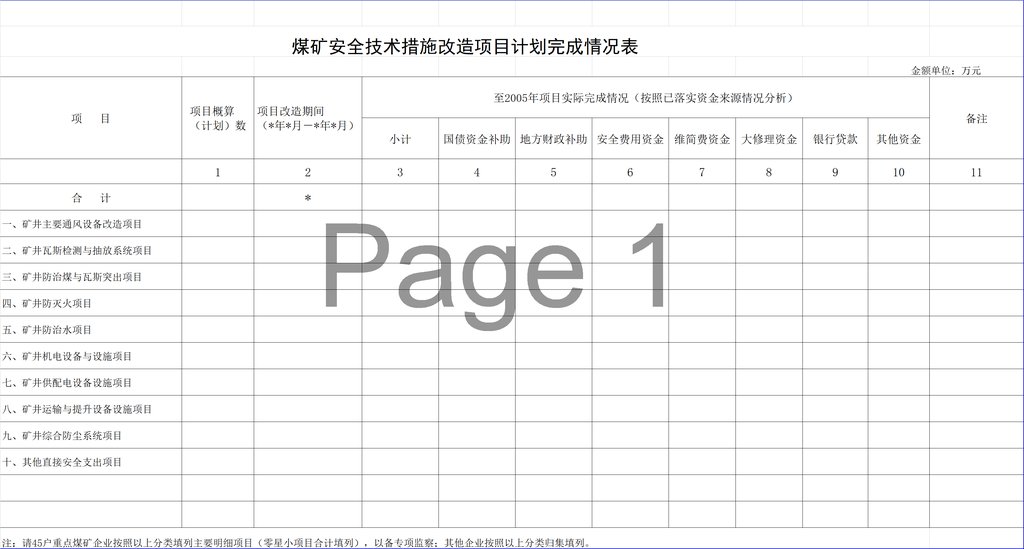 煤矿安全技术措施改造项目计划完成情况表
金额单位：万元
项 目
项目概算
（计划）数
项目改造期间
（*年*月－*年*月）
至2005年项目实际完成情况（按照已落实资金来源情况分析）
备注
小计 国债资金补助 地方财政补助 安全费用资金 维简费资金 大修理资金 银行贷款 其他资金
1 2 3 4 5 6 7 8 9 10 11
合 计 *
一、矿井主要通风设备改造项目
二、矿井瓦斯检测与抽放系统项目
三、矿井防治煤与瓦斯突出项目
四、矿井防灭火项目
五、矿井防治水项目
六、矿井机电设备与设施项目
七、矿井供配电设备设施项目
八、矿井运输与提升设备设施项目
九、矿井综合防尘系统项目
十、其他直接安全支出项目
Page 1
注：请45户重点煤矿企业按照以上分类填列主要明细项目（零星小项目合计填列），以备专项监察；其他企业按照以上分类归集填列。